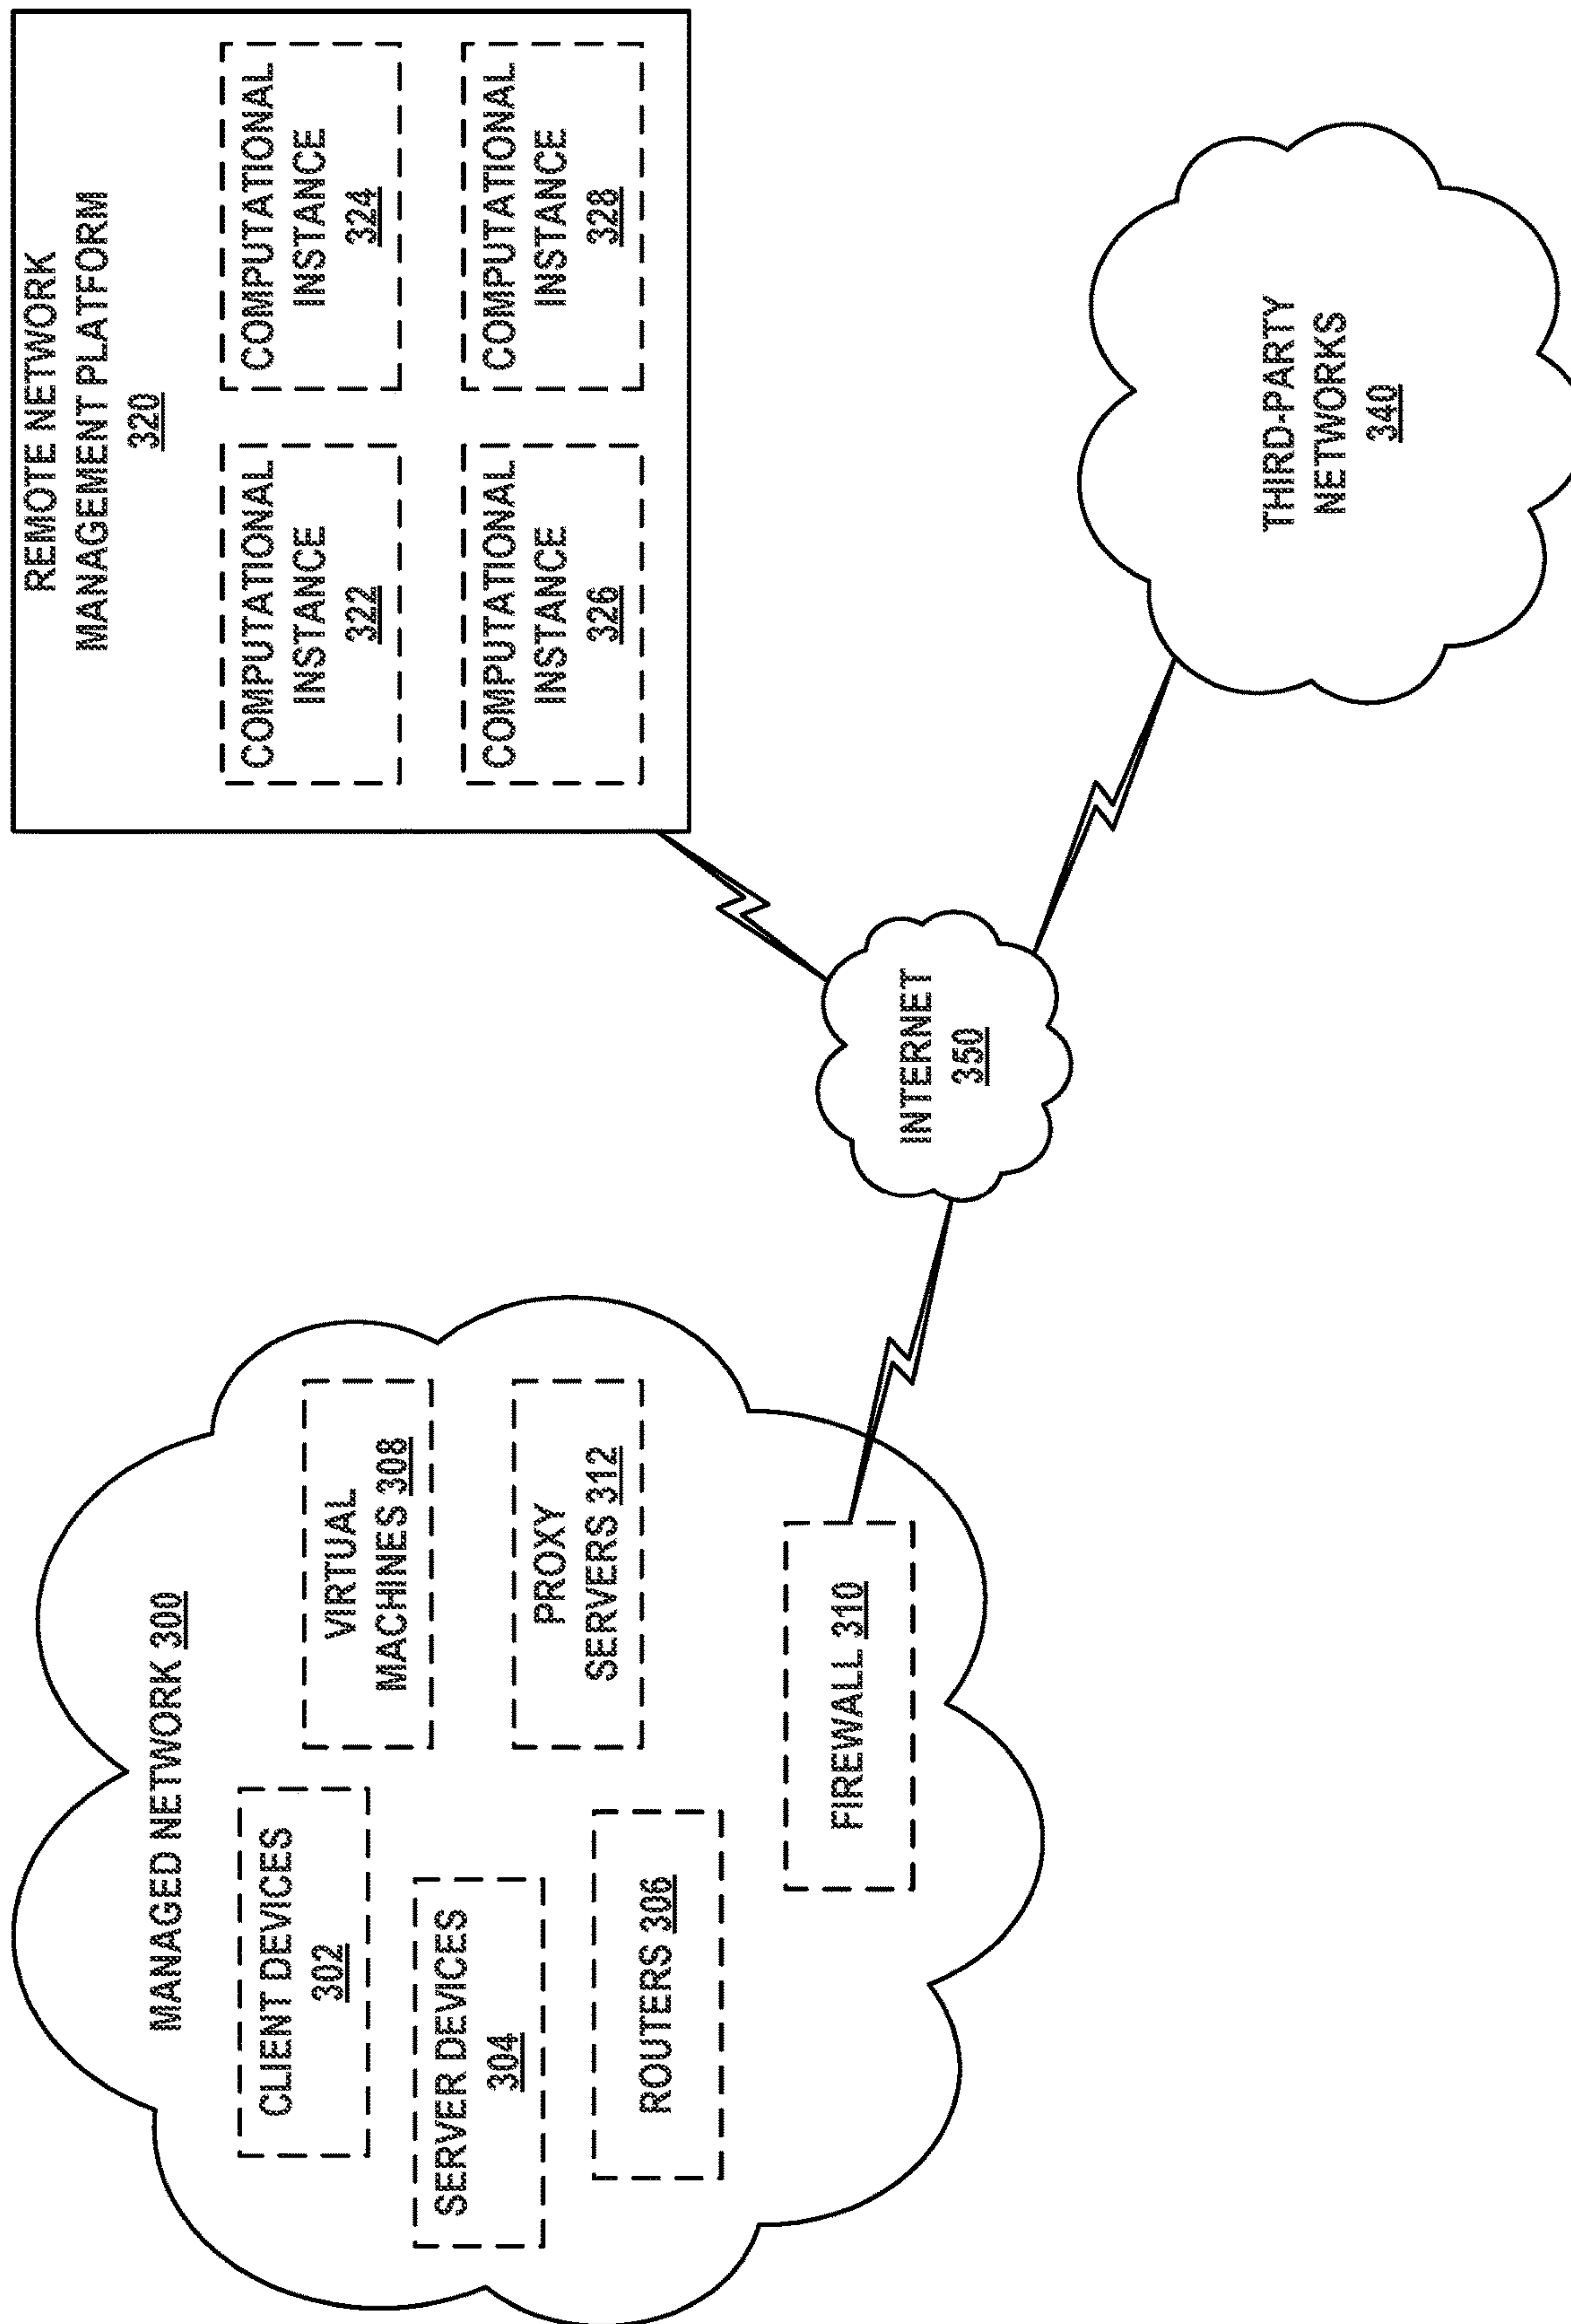 MANAGED NETWORK 300
CLIENT DEVICES
302
VIRTUAL
MACHINES 308
SERVER DEVICES
304
PROXY
SERVERS 312
ROUTERS 306
FIREWALL 310
INTERNET
350
REMOTE NETWORK
MANAGEMENT PLATFORM
320
COMPUTATIONAL
INSTANCE
322
COMPUTATIONAL
INSTANCE
324
COMPUTATIONAL
INSTANCE
326
COMPUTATIONAL
INSTANCE
328
THIRD-PARTY
NETWORKS
340